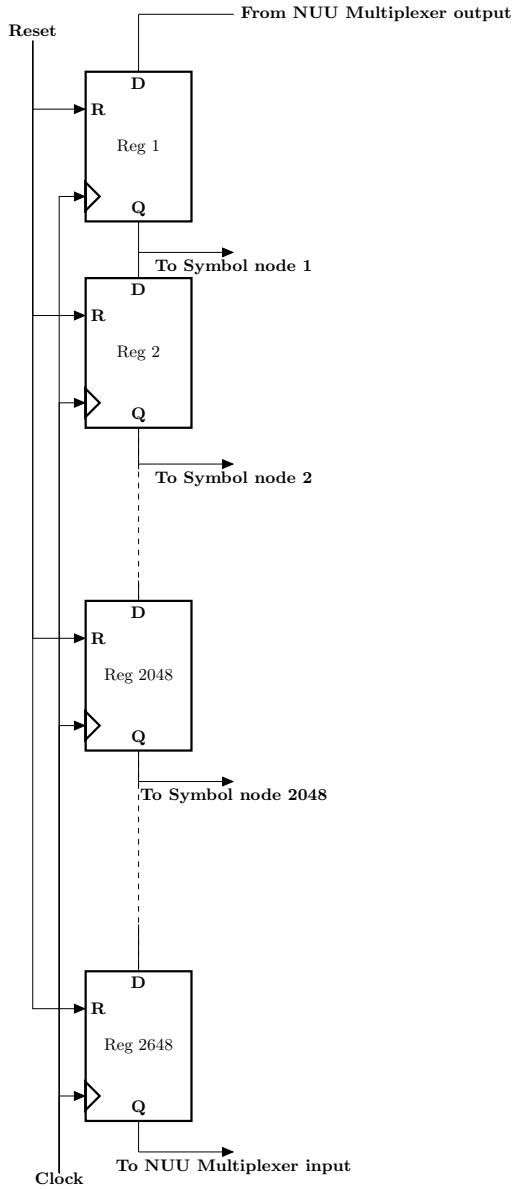 From NUU Multiplexer output
Reset
D
R
Reg 1
Q
To Symbol node 1
D
R
Reg 2
Q
To Symbol node 2
D
R
Reg 2048
Q
To Symbol node 2048
D
R
Reg 2648
Q
To NUU Multiplexer input
Clock